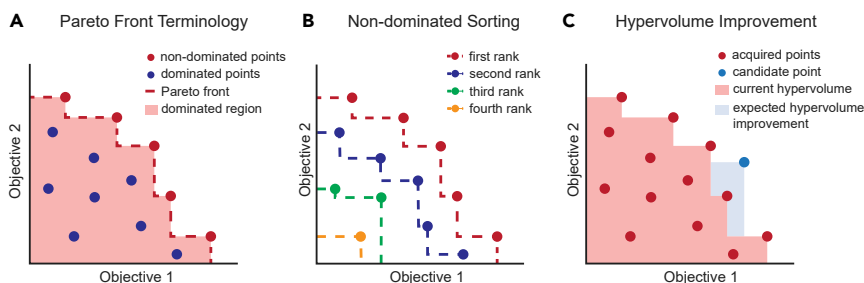 A Pareto Front Terminology
non-dominated points
dominated points
Pareto front
dominated region
Objective 2
Objective 1
B Non-dominated Sorting
first rank
second rank
third rank
fourth rank
Objective 2
Objective 1
C Hypervolume Improvement
acquired points
candidate point
current hypervolume
expected hypervolume
improvement
Objective 2
Objective 1